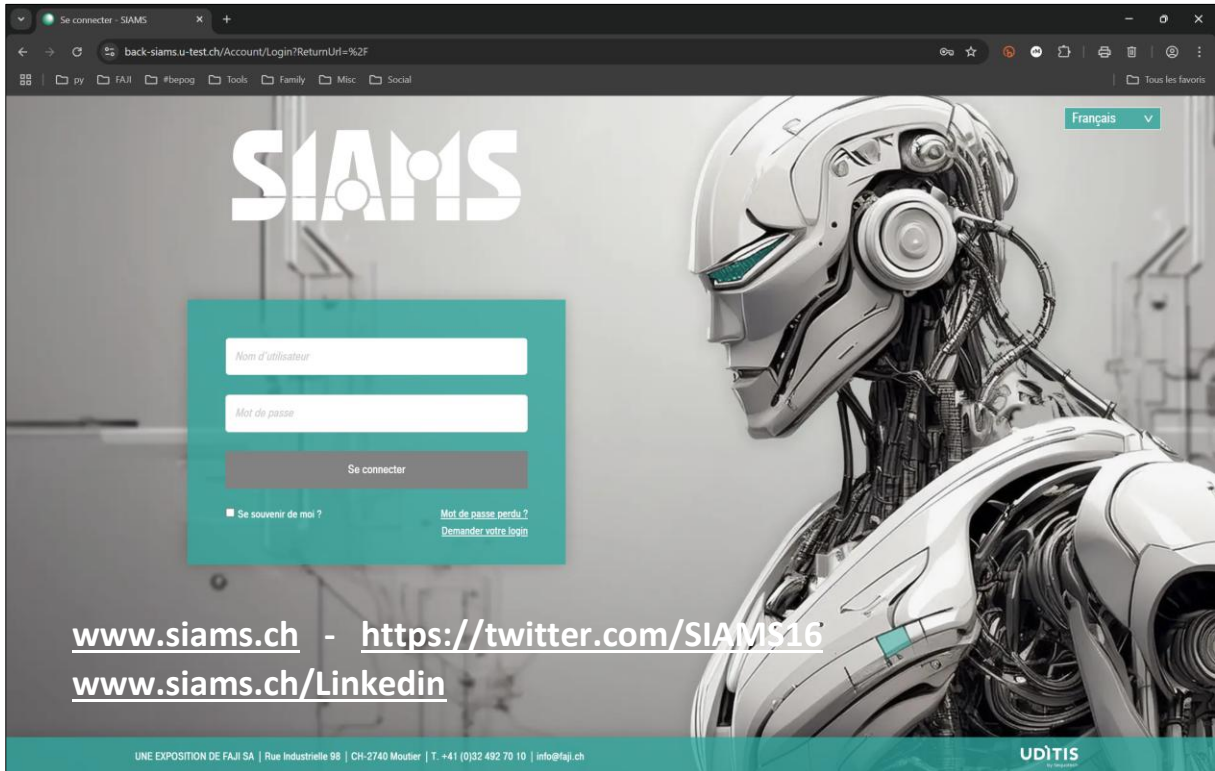 Se connecter - SIAMS
back-siams.u-test.ch/Account/Login?ReturnUrl=%2F
py FAJI #bepog Tools Family Misc Social Tous les favoris
Français
SIAMS
Nom d'utilisateur
Mot de passe
Se connecter
Se souvenir de moi ? Mot de passe perdu ?
Demander votre login
www.siams.ch - https://twitter.com/SIAMS16
www.siams.ch/Linkedin
UNE EXPOSITION DE FAJI SA | Rue Industrielle 98 | CH-2740 Moutier | T. +41 (0)32 492 70 10 | info@faji.ch
UDITIS